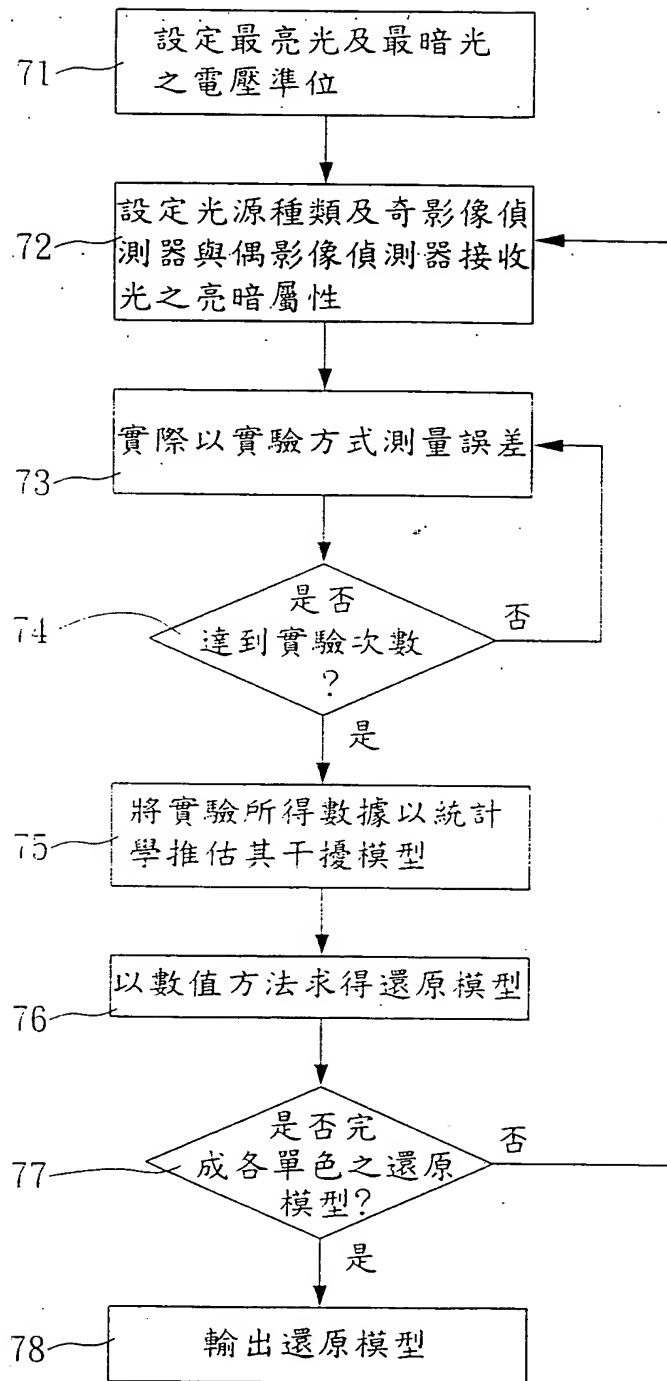 設定最亮光及最暗光
之電壓準位
71
設定光源種類及奇影像偵
測器與偶影像偵測器接收
光之亮暗屬性
72
實際以實驗方式測量誤差
73
是否
達到實驗次數
?
74
否
是
將實驗所得數據以統計
學推估其干擾模型
75
以數值方法求得還原模型
76
是否完
成各單色之還原
模型?
77
否
是
輸出還原模型
78